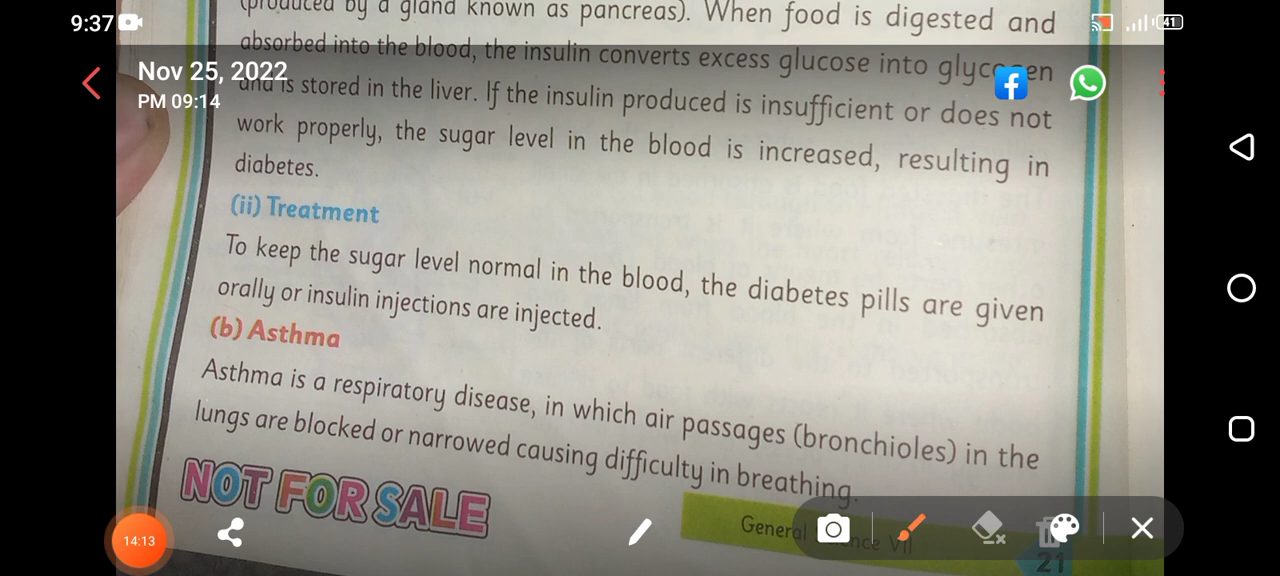 9:37
41
(produced by a gland known as pancreas). When food is digested and
absorbed into the blood, the insulin converts excess glucose into glycogen
Nov 25, 2022
PM 09:14
and is stored in the liver. If the insulin produced is insufficient or does not
work properly, the sugar level in the blood is increased, resulting in
diabetes.
(ii) Treatment
To keep the sugar level normal in the blood, the diabetes pills are given
orally or insulin injections are injected.
(b) Asthma
Asthma is a respiratory disease, in which air passages (bronchioles) in the
lungs are blocked or narrowed causing difficulty in breathing.
NOT FOR SALE
General Science VII
14:13
21